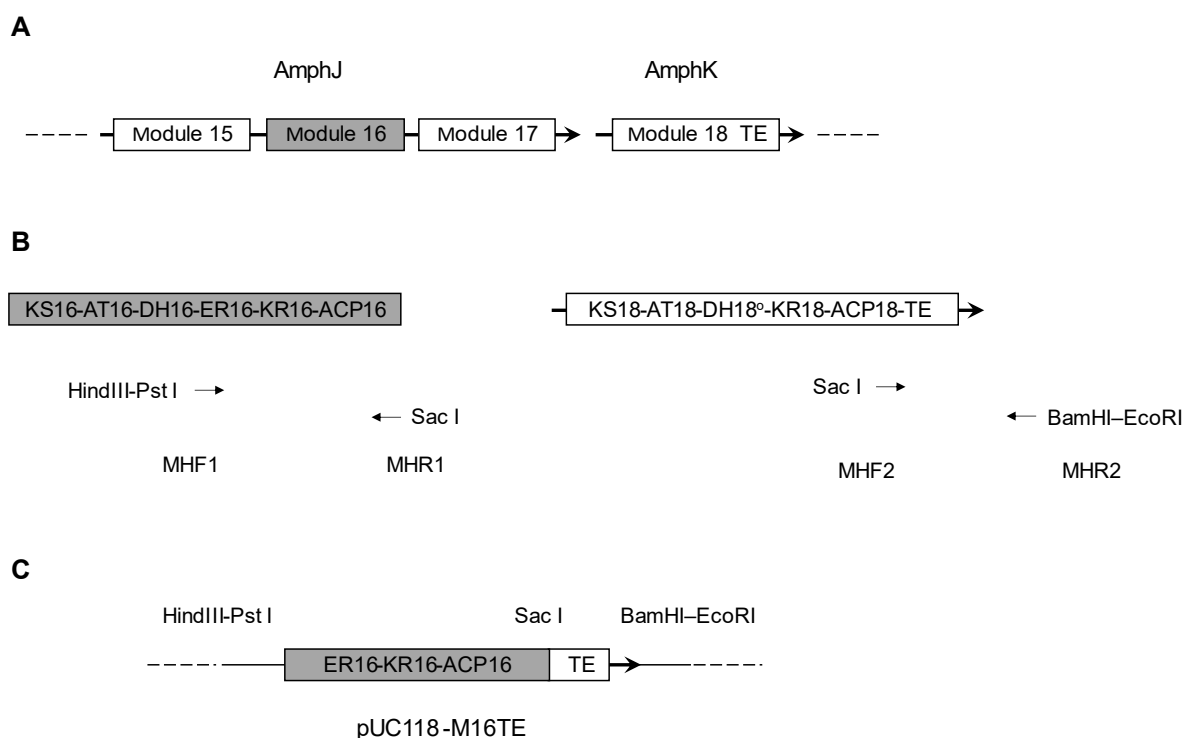 A
AmphJ AmphK
Module 15 Module 16 Module 17 Module 18 TE
B
KS16-AT16-DH16-ER16-KR16-ACP16 KS18-AT18-DH18º-KR18-ACP18-TE
HindIII-Pst I Sac I
Sac I BamHI–EcoRI
MHF1 MHR1 MHF2 MHR2
C
HindIII-Pst I Sac I BamHI–EcoRI
ER16-KR16-ACP16 TE
pUC118-M16TE